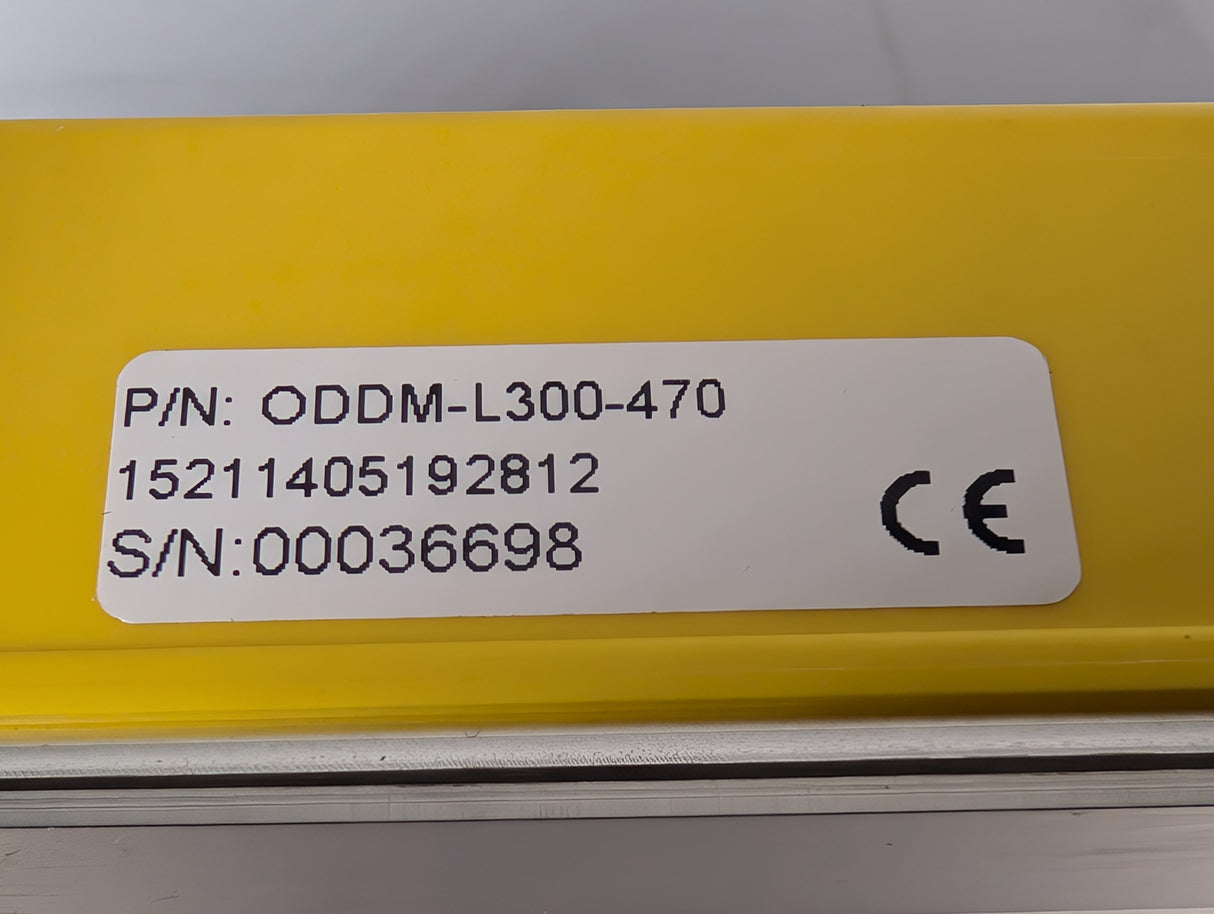 P/N: ODDM-L300-470
15211405192812
S/N:00036698
CE